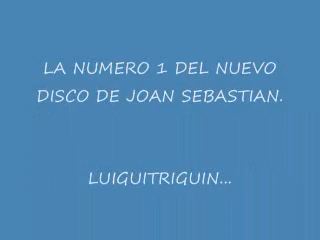 LA NUMERO 1 DEL NUEVO
DISCO DE JOAN SEBASTIAN.
LUIGUITRIGUIN...